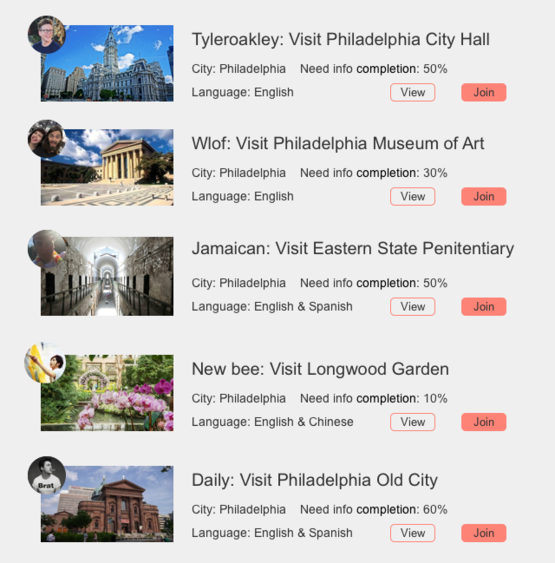 Tyleroakley: Visit Philadelphia City Hall
City: Philadelphia Need info completion: 50%
Language: English View Join
Wlof: Visit Philadelphia Museum of Art
City: Philadelphia Need info completion: 30%
Language: English View Join
Jamaican: Visit Eastern State Penitentiary
City: Philadelphia Need info completion: 50%
Language: English & Spanish View Join
New bee: Visit Longwood Garden
City: Philadelphia Need info completion: 10%
Language: English & Chinese View Join
Brat
Daily: Visit Philadelphia Old City
City: Philadelphia Need info completion: 60%
Language: English & Spanish View Join